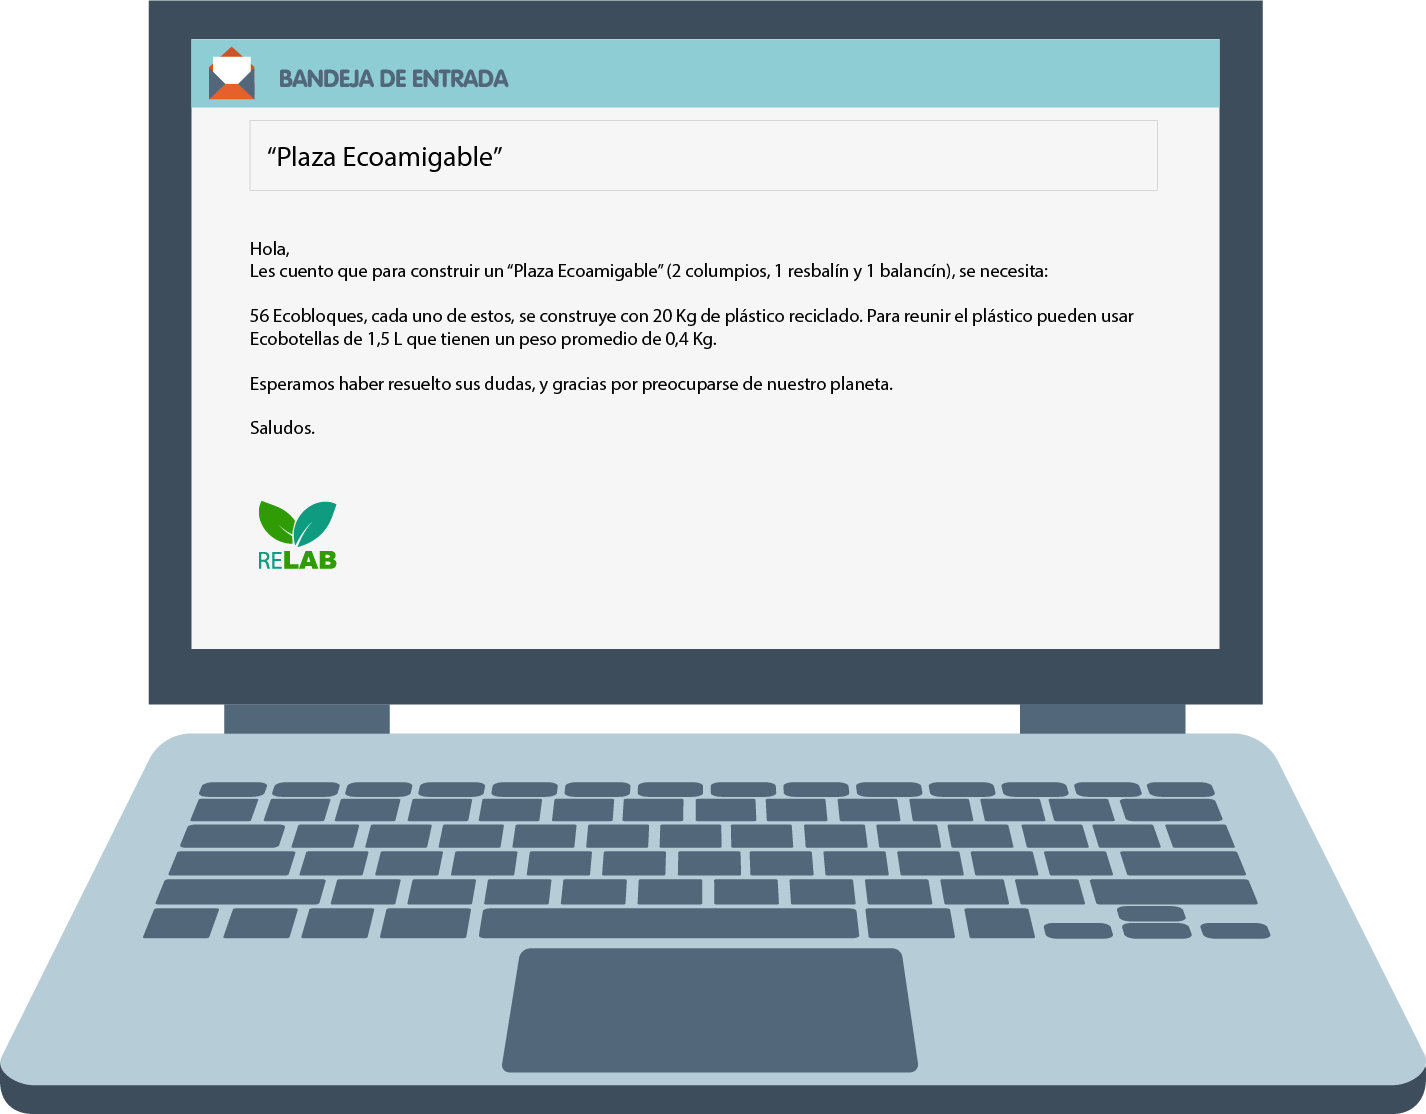 BANDEJA DE ENTRADA
“Plaza Ecoamigable”
Hola,
Les cuento que para construir un “Plaza Ecoamigable” (2 columpios, 1 resbalín y 1 balancín), se necesita:
56 Ecobloques, cada uno de estos, se construye con 20 Kg de plástico reciclado. Para reunir el plástico pueden usar
Ecobotellas de 1,5 L que tienen un peso promedio de 0,4 Kg.
Esperamos haber resuelto sus dudas, y gracias por preocuparse de nuestro planeta.
Saludos.
RELAB